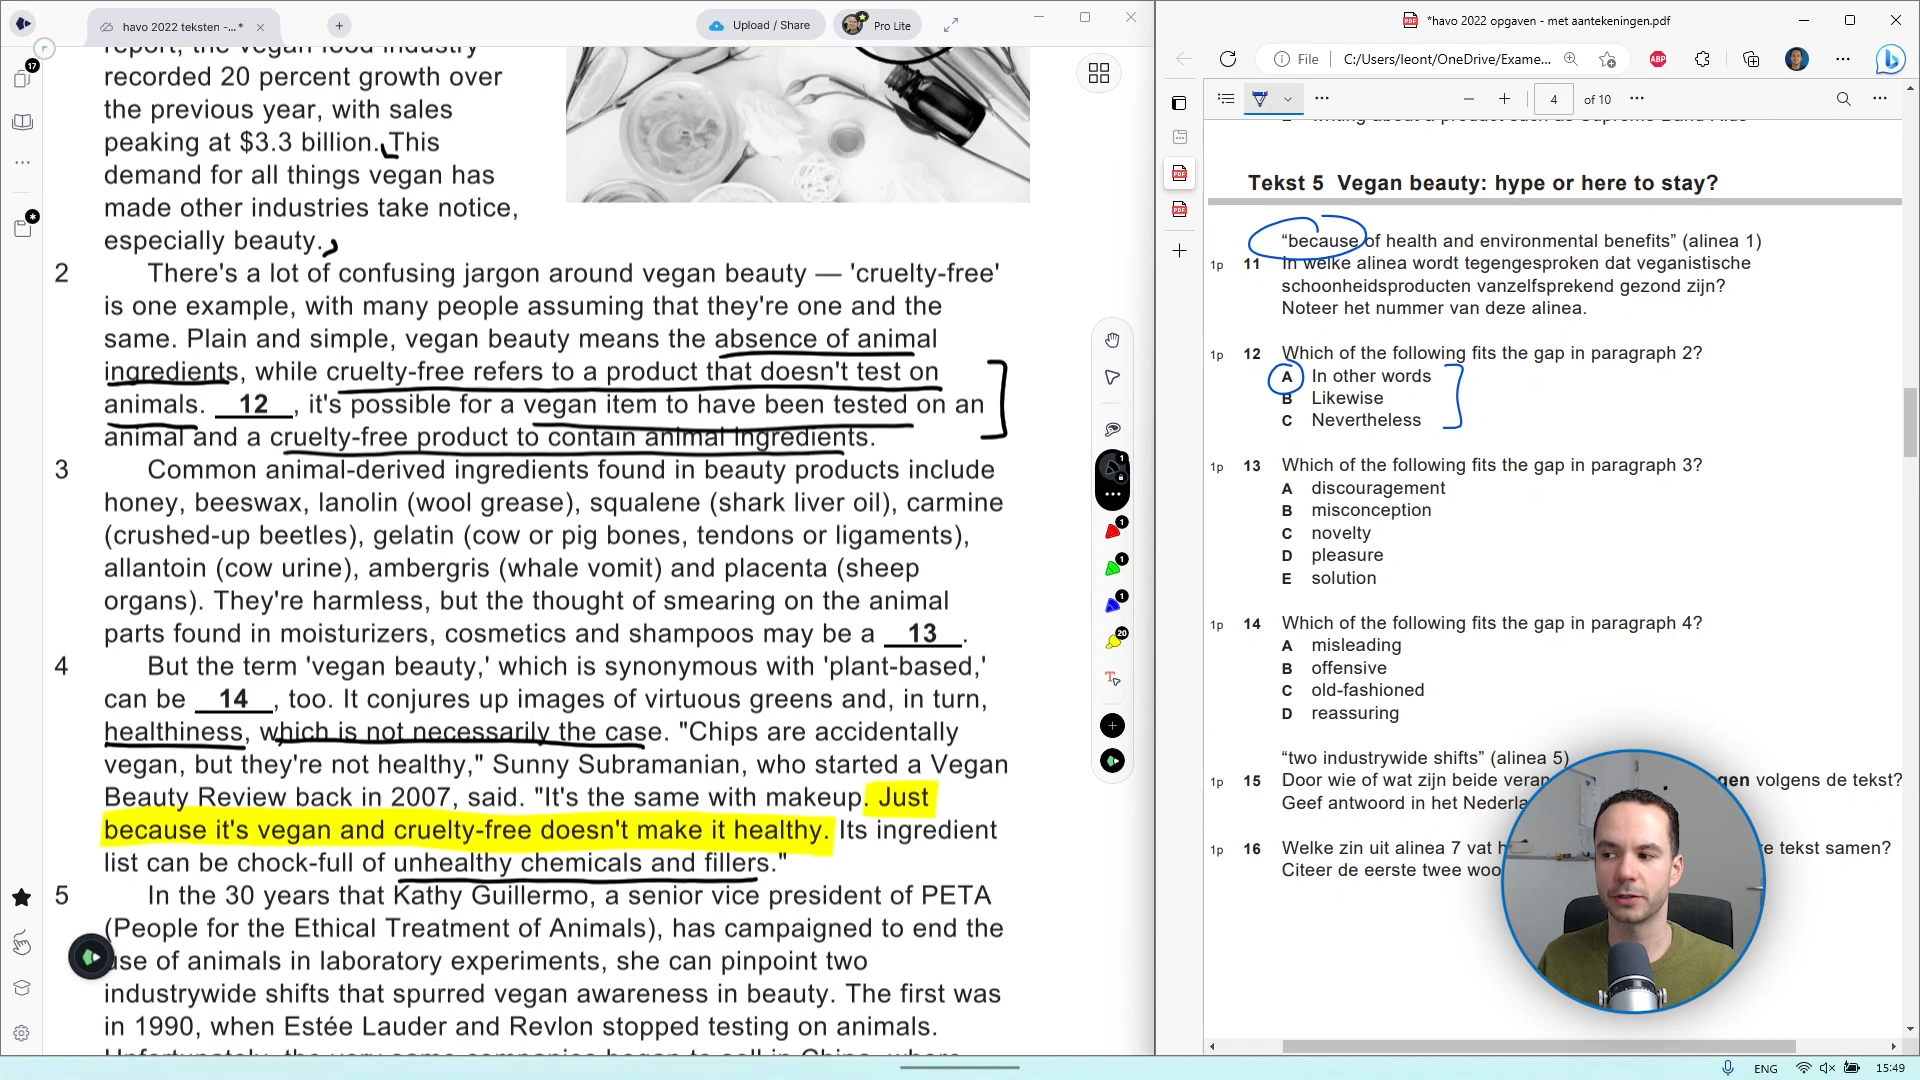 havo 2022 teksten -...*
Upload / Share
Pro Lite
report, the vegan food industry
recorded 20 percent growth over
the previous year, with sales
peaking at $3.3 billion. This
demand for all things vegan has
made other industries take notice,
especially beauty.
2 There's a lot of confusing jargon around vegan beauty — 'cruelty-free'
is one example, with many people assuming that they're one and the
same. Plain and simple, vegan beauty means the absence of animal
ingredients, while cruelty-free refers to a product that doesn't test on
animals. 12 , it's possible for a vegan item to have been tested on an
animal and a cruelty-free product to contain animal ingredients.
3 Common animal-derived ingredients found in beauty products include
honey, beeswax, lanolin (wool grease), squalene (shark liver oil), carmine
(crushed-up beetles), gelatin (cow or pig bones, tendons or ligaments),
allantoin (cow urine), ambergris (whale vomit) and placenta (sheep
organs). They're harmless, but the thought of smearing on the animal
parts found in moisturizers, cosmetics and shampoos may be a 13 .
4 But the term 'vegan beauty,' which is synonymous with 'plant-based,'
can be 14 , too. It conjures up images of virtuous greens and, in turn,
healthiness, which is not necessarily the case. "Chips are accidentally
vegan, but they're not healthy," Sunny Subramanian, who started a Vegan
Beauty Review back in 2007, said. "It's the same with makeup. Just
because it's vegan and cruelty-free doesn't make it healthy. Its ingredient
list can be chock-full of unhealthy chemicals and fillers."
5 In the 30 years that Kathy Guillermo, a senior vice president of PETA
(People for the Ethical Treatment of Animals), has campaigned to end the
use of animals in laboratory experiments, she can pinpoint two
industrywide shifts that spurred vegan awareness in beauty. The first was
in 1990, when Estée Lauder and Revlon stopped testing on animals.
17
1
1
1
1
20
*havo 2022 opgaven - met aantekeningen.pdf
File C:/Users/leont/OneDrive/Exame...
ABP
4 of 10
Tekst 5 Vegan beauty: hype or here to stay?
“because of health and environmental benefits” (alinea 1)
1p 11 In welke alinea wordt tegengesproken dat veganistische
schoonheidsproducten vanzelfsprekend gezond zijn?
Noteer het nummer van deze alinea.
1p 12 Which of the following fits the gap in paragraph 2?
A In other words
B Likewise
C Nevertheless
1p 13 Which of the following fits the gap in paragraph 3?
A discouragement
B misconception
C novelty
D pleasure
E solution
1p 14 Which of the following fits the gap in paragraph 4?
A misleading
B offensive
C old-fashioned
D reassuring
“two industrywide shifts” (alinea 5)
1p 15 Door wie of wat zijn beide veran gen volgens de tekst?
Geef antwoord in het Nederla
1p 16 Welke zin uit alinea 7 vat h e tekst samen?
Citeer de eerste twee woo
ENG
15:49